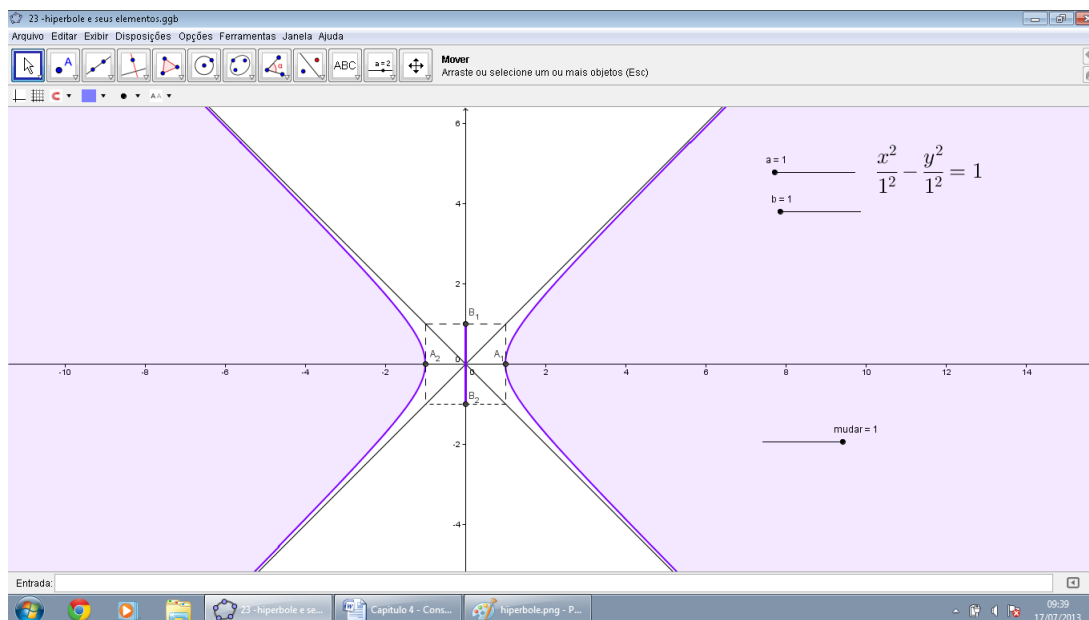 23 -hiperbole e seus elementos.ggb
Arquivo Editar Exibir Disposições Opções Ferramentas Janela Ajuda
A
α
ABC
a=2
Mover
Arraste ou selecione um ou mais objetos (Esc)
AA
6
4
2
0
0
-2
-4
-10 -8 -6 -4 -2 2 4 6 8 10 12 14
B₁
A₂ A₁
B₂
a = 1
x²/1² − y²/1² = 1
b = 1
mudar = 1
Entrada:
23 -hiperbole e se...
Capitulo 4 - Cons...
hiperbole.png - P...
09:39
17/07/2013